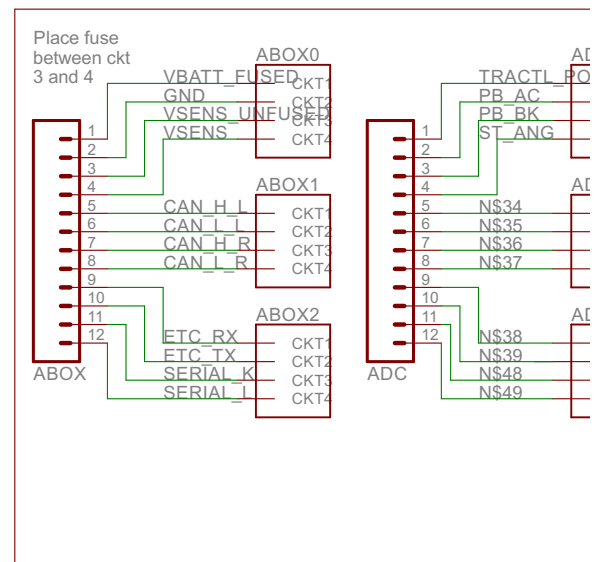 Place fuse
between ckt
3 and 4
ABOX0
VBATT_FUSED
CKT1
GND
CKT2
VSENS_UNFUSED
CKT3
VSENS
CKT4
1
2
3
4
5
6
7
8
9
10
11
12
ABOX
ABOX1
CAN_H_L
CKT1
CAN_L_L
CKT2
CAN_H_R
CKT3
CAN_L_R
CKT4
ABOX2
ETC_RX
CKT1
ETC_TX
CKT2
SERIAL_K
CKT3
SERIAL_L
CKT4
AD
TRACTL_PO
PB_AC
PB_BK
ST_ANG
1
2
3
4
5
6
7
8
9
10
11
12
ADC
AD
N$34
N$35
N$36
N$37
AD
N$38
N$39
N$48
N$49